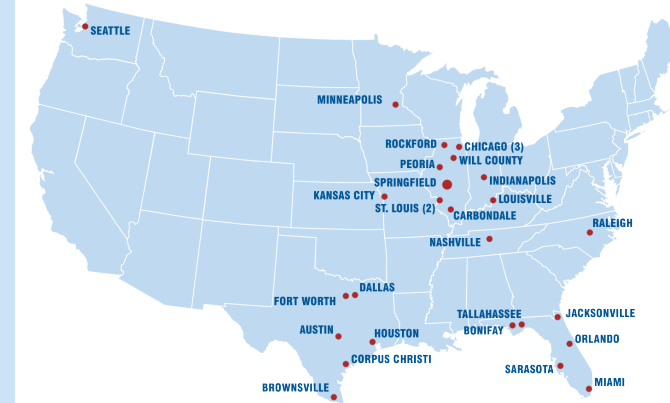 SEATTLE
MINNEAPOLIS
ROCKFORD
CHICAGO (3)
WILL COUNTY
PEORIA
SPRINGFIELD
INDIANAPOLIS
KANSAS CITY
LOUISVILLE
ST. LOUIS (2)
CARBONDALE
RALEIGH
NASHVILLE
DALLAS
FORT WORTH
TALLAHASSEE
JACKSONVILLE
AUSTIN
HOUSTON
BONIFAY
ORLANDO
CORPUS CHRISTI
SARASOTA
BROWNSVILLE
MIAMI